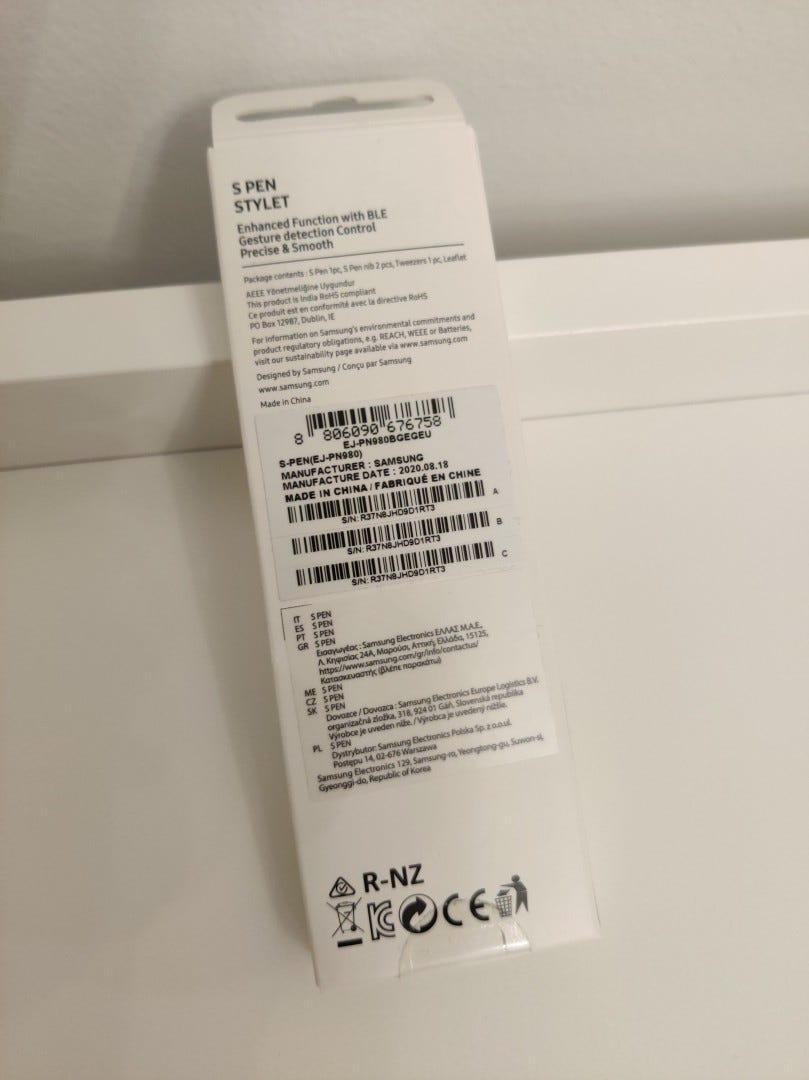 S PEN
STYLET
Enhanced Function with BLE
Gesture detection Control
Precise & Smooth
Package contents : S Pen 1pc, S Pen nib 2 pcs, Tweezers 1 pc, Leaflet
AEEE Yönetmeliğine Uygundur
This product is India RoHS compliant
Ce produit est en conformité avec la directive RoHS
PO Box 12987, Dublin, IE
For information on Samsung's environmental commitments and
product regulatory obligations, e.g. REACH, WEEE or Batteries,
visit our sustainability page available via www.samsung.com
Designed by Samsung / Conçu par Samsung
www.samsung.com
Made in China
8 806090 676758
EJ-PN980BGEGEU
S-PEN(EJ-PN980)
MANUFACTURER : SAMSUNG
MANUFACTURE DATE : 2020.08.18
MADE IN CHINA / FABRIQUÉ EN CHINE
A
S/N: R37N8JHD9D1RT3
B
S/N: R37N8JHD9D1RT3
C
S/N: R37N8JHD9D1RT3
IT S PEN
ES S PEN
PT S PEN
GR S PEN
Εισαγωγέας : Samsung Electronics ΕΛΛΑΣ Μ.Α.Ε.,
Λ. Κηφισίας 24Α, Μαρούσι, Αττική, Ελλάδα, 15125,
https://www.samsung.com/gr/info/contactus/
Κατασκευαστής (βλέπε παρακάτω)
ME S PEN
CZ S PEN
SK S PEN
Dovozce / Dovozca : Samsung Electronics Europe Logistics B.V.
organizačná zložka, 318, 924 01 Gáň, Slovenská republika
Výrobce je uveden níže. / Výrobca je uvedený nižšie.
PL S PEN
Dystrybutor: Samsung Electronics Polska Sp. z o.o.ul.
Postępu 14, 02-676 Warszawa
Samsung Electronics 129, Samsung-ro, Yeongtong-gu, Suwon-si,
Gyeonggi-do, Republic of Korea
R-NZ
KC CE